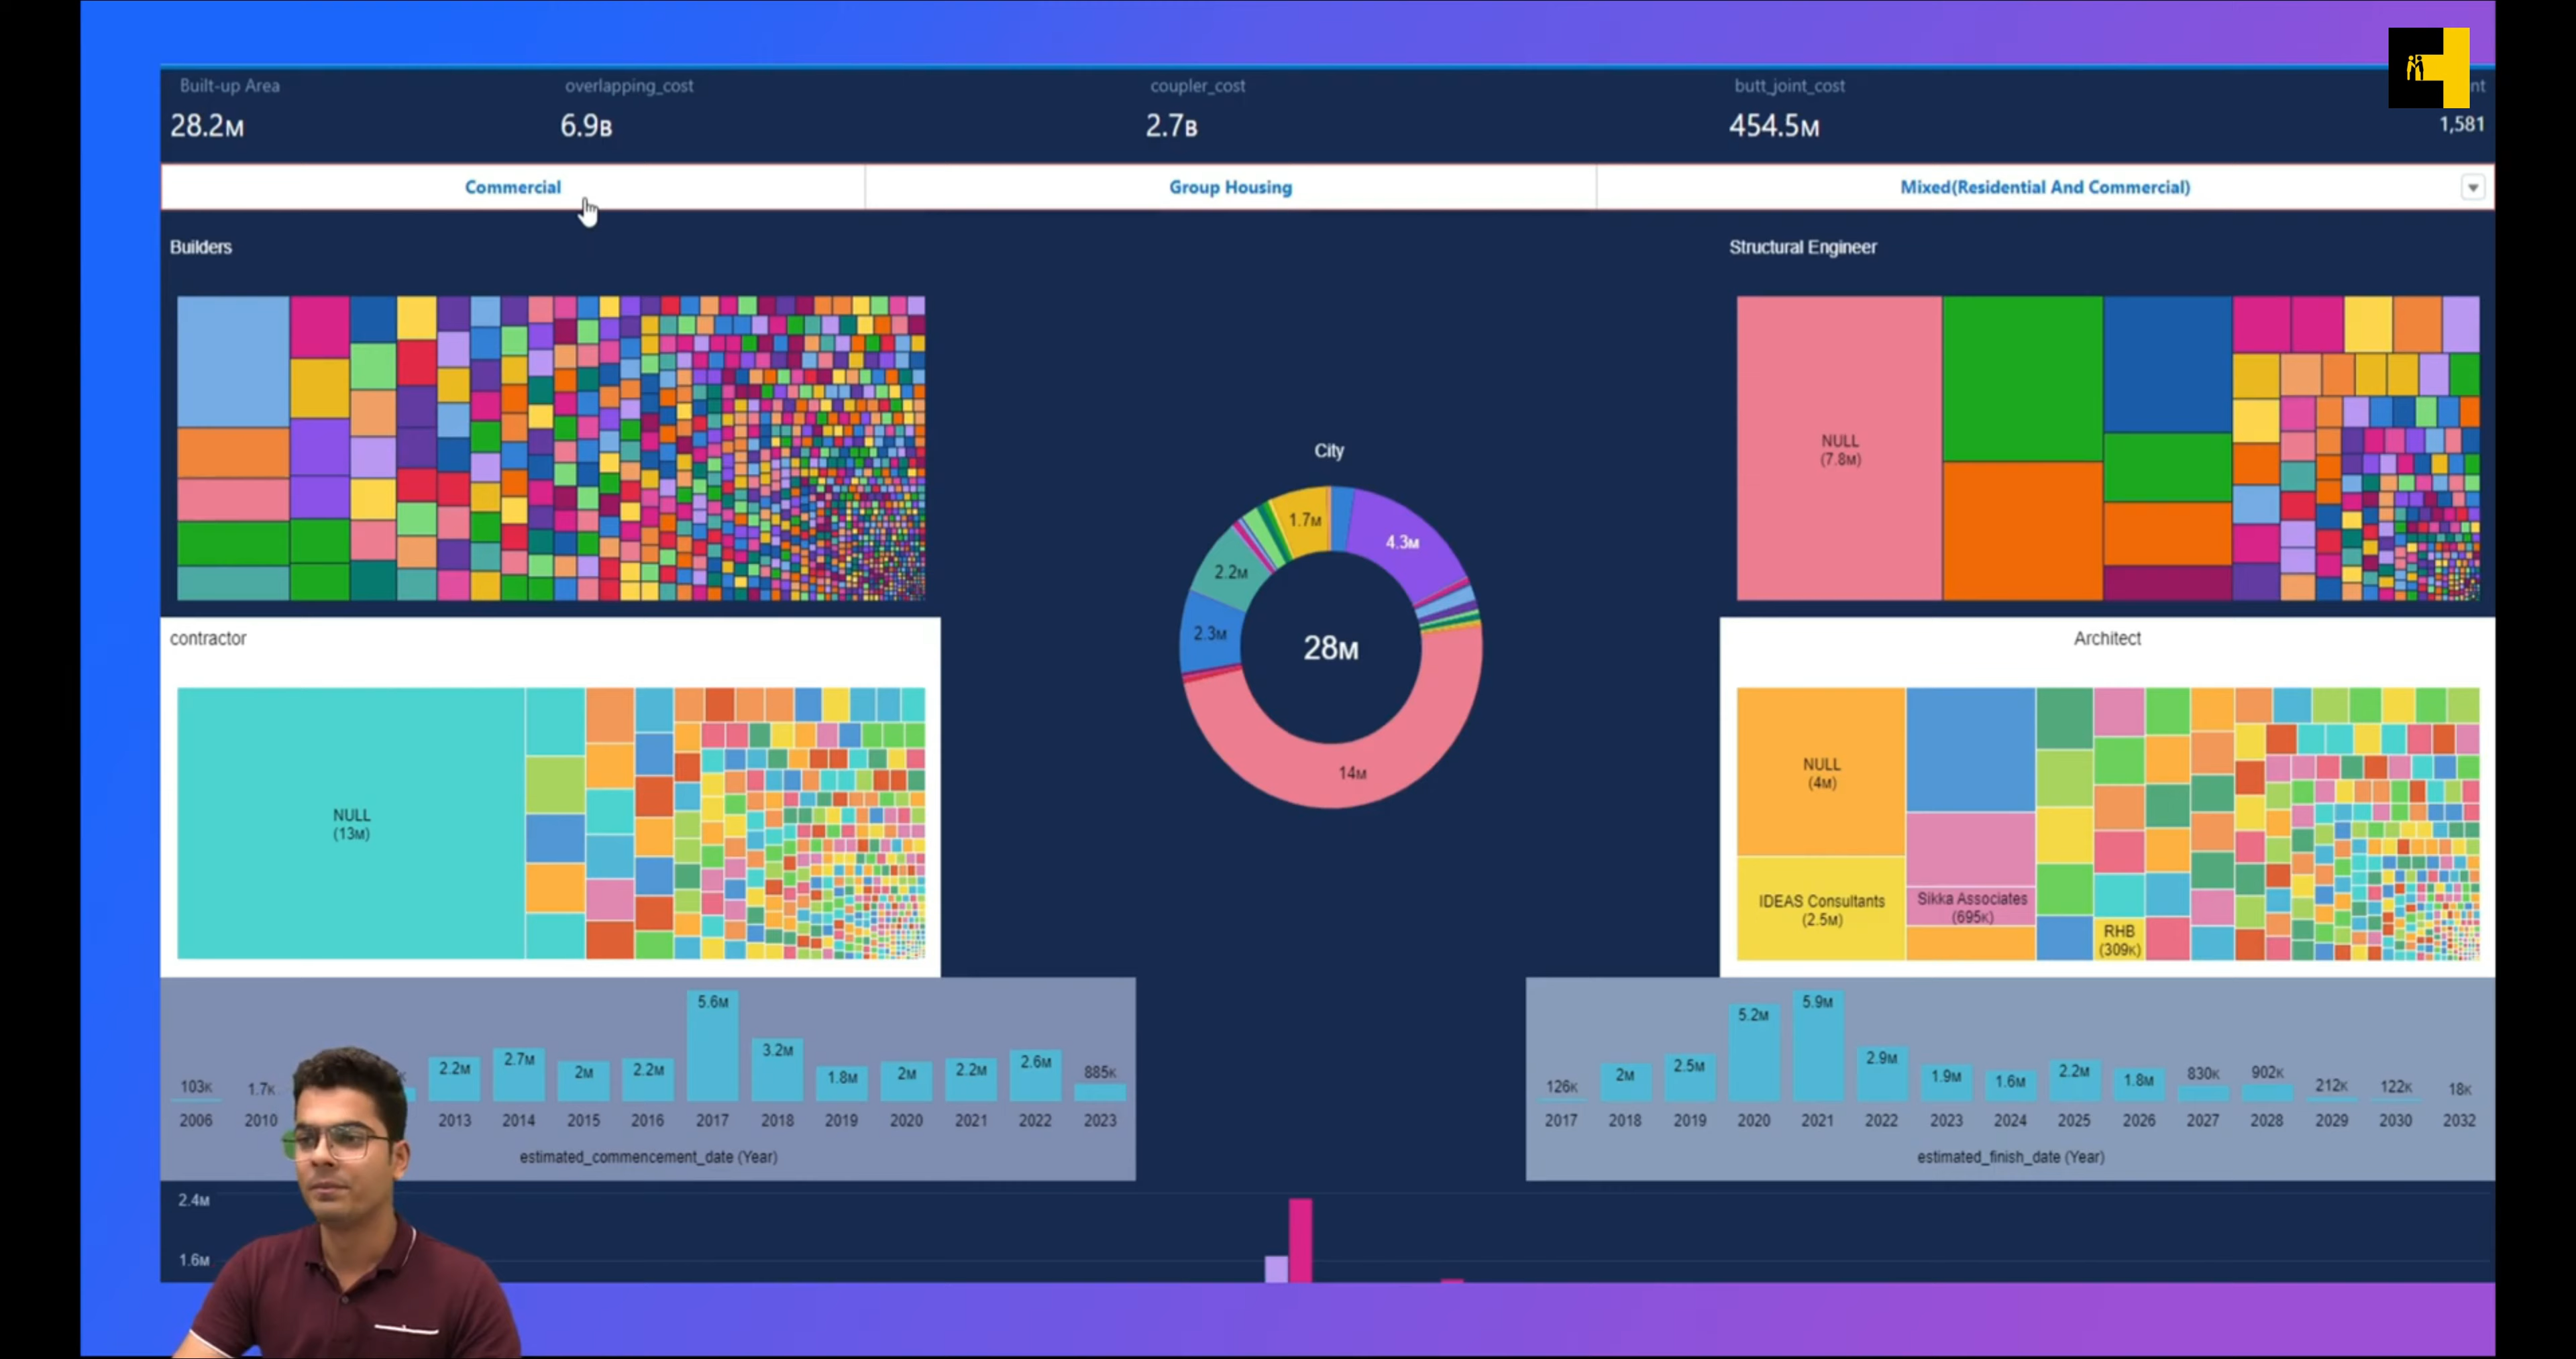 Built-up Area
overlapping_cost
coupler_cost
butt_joint_cost
28.2M
6.9B
2.7B
454.5M
1,581
Commercial
Group Housing
Mixed(Residential And Commercial)
Builders
Structural Engineer
NULL
(7.8M)
City
1.7M
4.3M
2.2M
2.3M
28M
14M
contractor
NULL
(13M)
Architect
NULL
(4M)
IDEAS Consultants
(2.5M)
Sikka Associates
(695K)
RHB
(309K)
103K
1.7K
2.2M
2.7M
2M
2.2M
5.6M
3.2M
1.8M
2M
2.2M
2.6M
885K
2006
2010
2013
2014
2015
2016
2017
2018
2019
2020
2021
2022
2023
estimated_commencement_date (Year)
126K
2M
2.5M
5.2M
5.9M
2.9M
1.9M
1.6M
2.2M
1.8M
830K
902K
212K
122K
18K
2017
2018
2019
2020
2021
2022
2023
2024
2025
2026
2027
2028
2029
2030
2032
estimated_finish_date (Year)
2.4M
1.6M